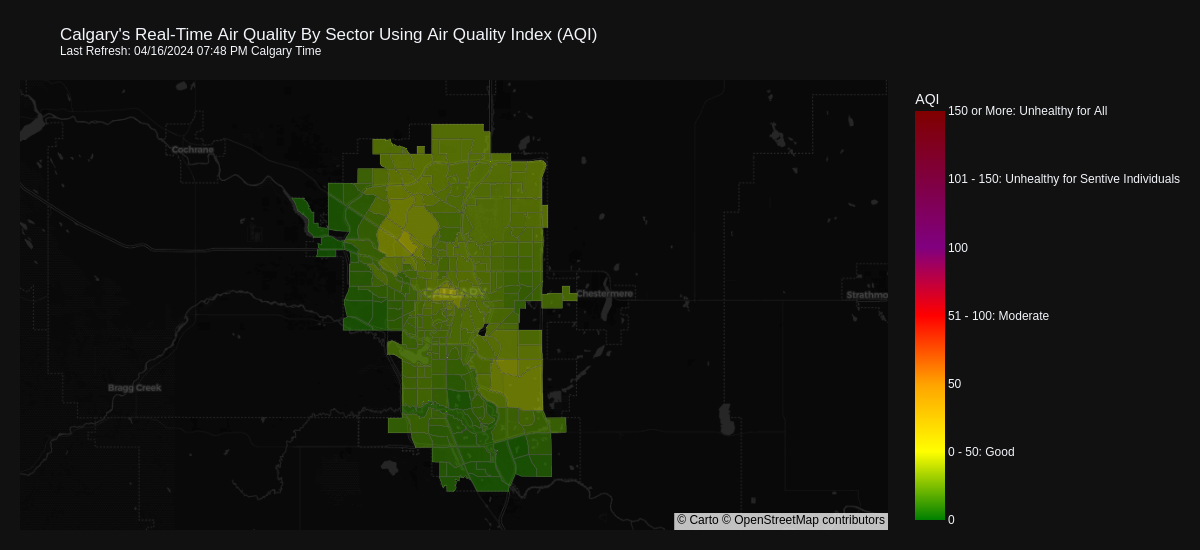 Calgary's Real-Time Air Quality By Sector Using Air Quality Index (AQI)
Last Refresh: 04/16/2024 07:48 PM Calgary Time
AQI
150 or More: Unhealthy for All
101 - 150: Unhealthy for Sentive Individuals
100
51 - 100: Moderate
50
0 - 50: Good
0
Cochrane
CALGARY
Chestermere
Strathmo
Bragg Creek
© Carto © OpenStreetMap contributors